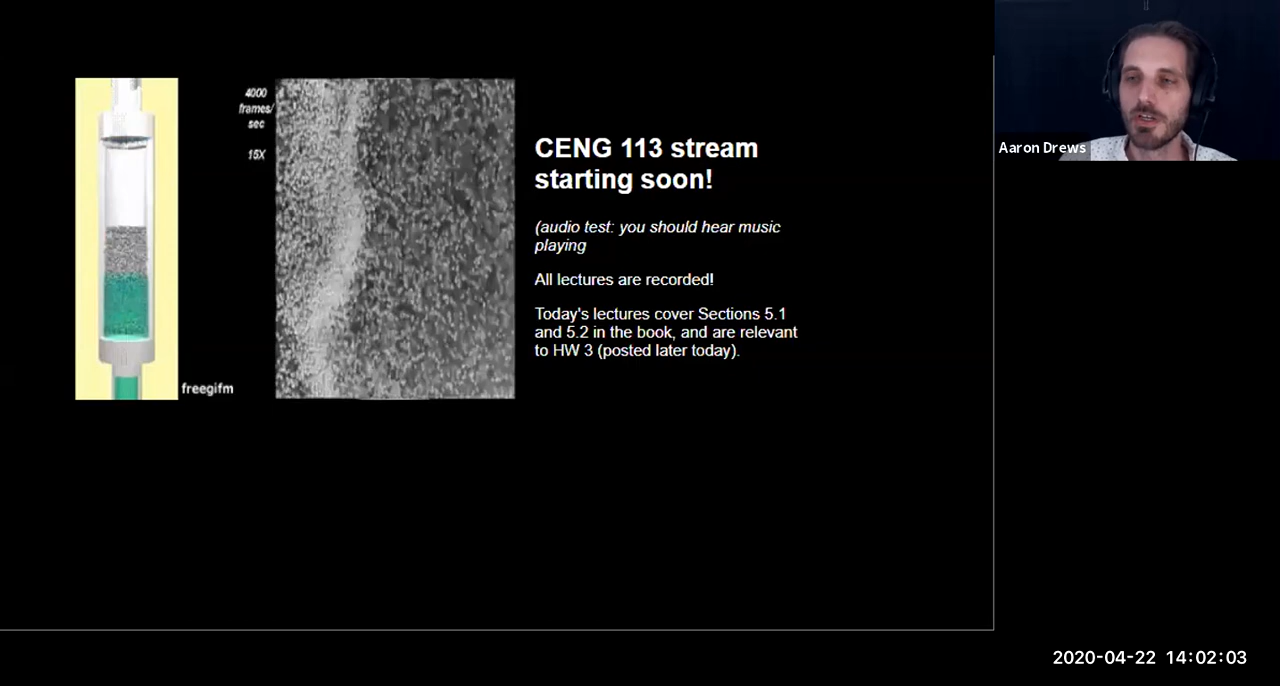 4000
frames/
sec
15X
freegifm
CENG 113 stream
starting soon!
(audio test: you should hear music
playing
All lectures are recorded!
Today's lectures cover Sections 5.1
and 5.2 in the book, and are relevant
to HW 3 (posted later today).
Aaron Drews
2020-04-22 14:02:03